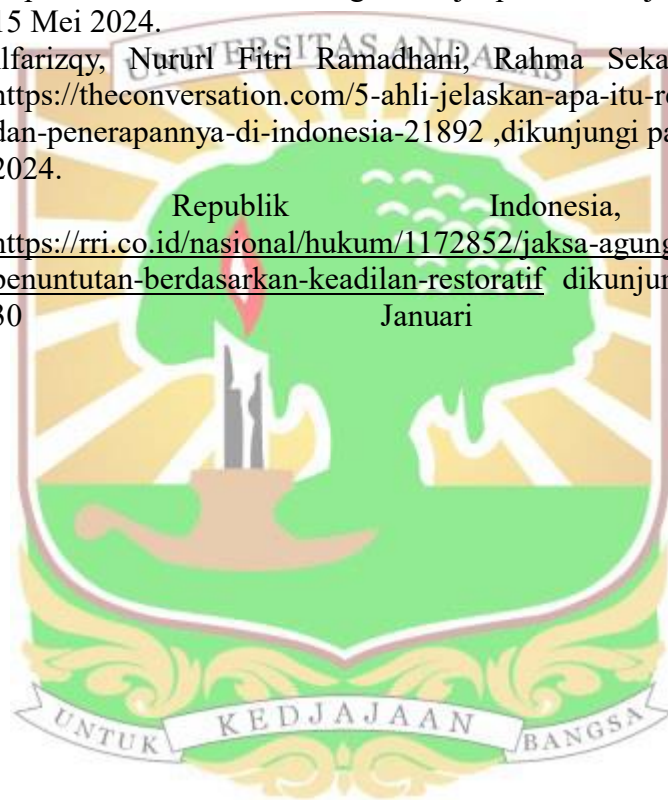 15 Mei 2024.
UNIVERSITAS ANDALAS
lfarizqy, Nururl Fitri Ramadhani, Rahma Seka
https://theconversation.com/5-ahli-jelaskan-apa-itu-r
dan-penerapannya-di-indonesia-21892 ,dikunjungi pa
2024.
Republik Indonesia,
https://rri.co.id/nasional/hukum/1172852/jaksa-agung
penuntutan-berdasarkan-keadilan-restoratif dikunju
30 Januari
UNTUK KEDJAJAAN BANGSA